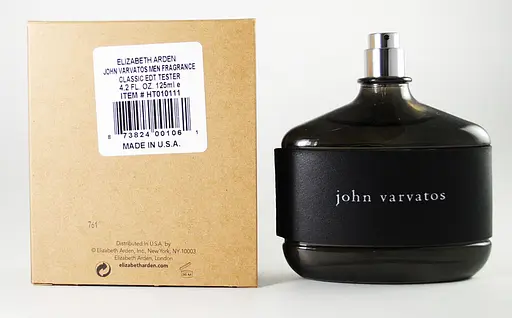 ELIZABETH ARDEN
JOHN VARVATOS MEN FRAGRANCE
CLASSIC EDT TESTER
4.2 FL. OZ. 125ml e
ITEM # HT010111
8 73824 00106 1
MADE IN U.S.A.
Distributed in U.S.A. by
© Elizabeth Arden, Inc, New York, NY 10003
Elizabeth Arden, London
elizabetharden.com
john varvatos